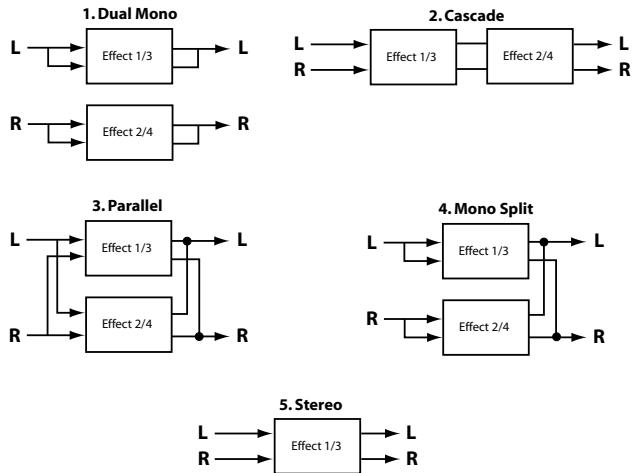 1. Dual Mono
L Effect 1/3 L
R Effect 2/4 R
2. Cascade
L L
Effect 1/3 Effect 2/4
R R
3. Parallel
L Effect 1/3 L
Effect 2/4
R R
4. Mono Split
L Effect 1/3 L
R Effect 2/4
R
5. Stereo
L L
Effect 1/3
R R